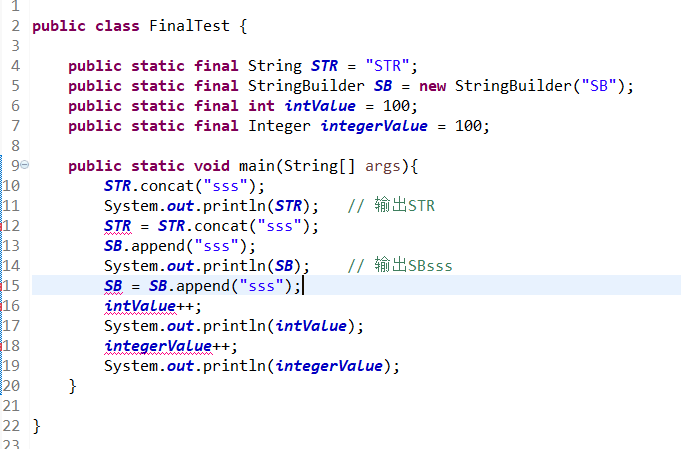 1
2 public class FinalTest {
3
4 public static final String STR = "STR";
5 public static final StringBuilder SB = new StringBuilder("SB");
6 public static final int intValue = 100;
7 public static final Integer integerValue = 100;
8
9 public static void main(String[] args){
10 STR.concat("sss");
11 System.out.println(STR); // 输出STR
12 STR = STR.concat("sss");
13 SB.append("sss");
14 System.out.println(SB); // 输出SBsss
15 SB = SB.append("sss");
16 intValue++;
17 System.out.println(intValue);
18 integerValue++;
19 System.out.println(integerValue);
20 }
21
22 }
23